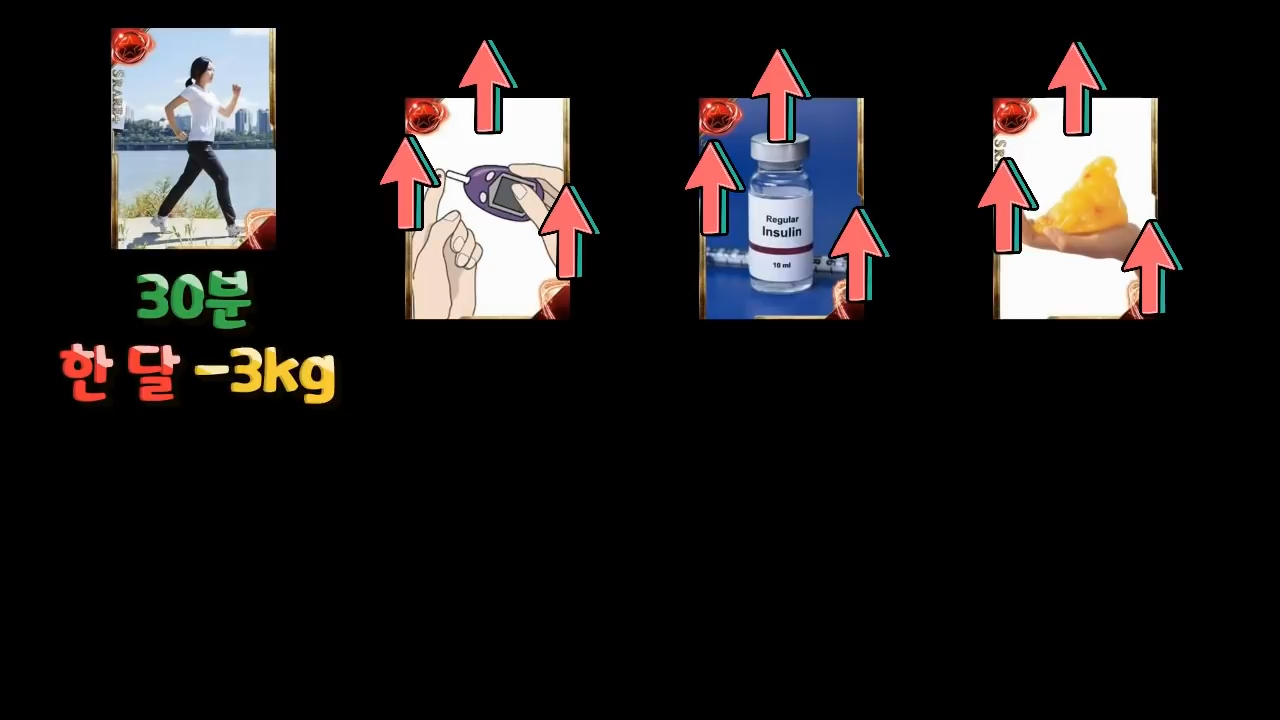 30분
한 달 -3kg
Regular
Insulin
10 ml